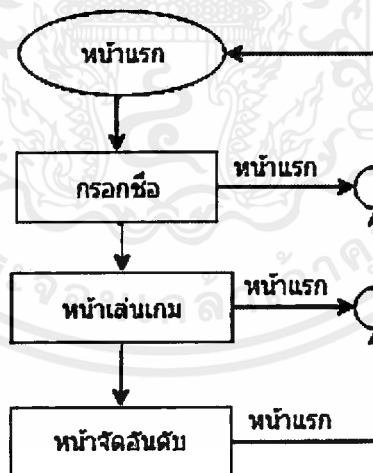 หน้าแรก
กรอกชื่อ
หน้าแรก
หน้าเล่นเกม
หน้าแรก
หน้าจัดอันดับ
หน้าแรก